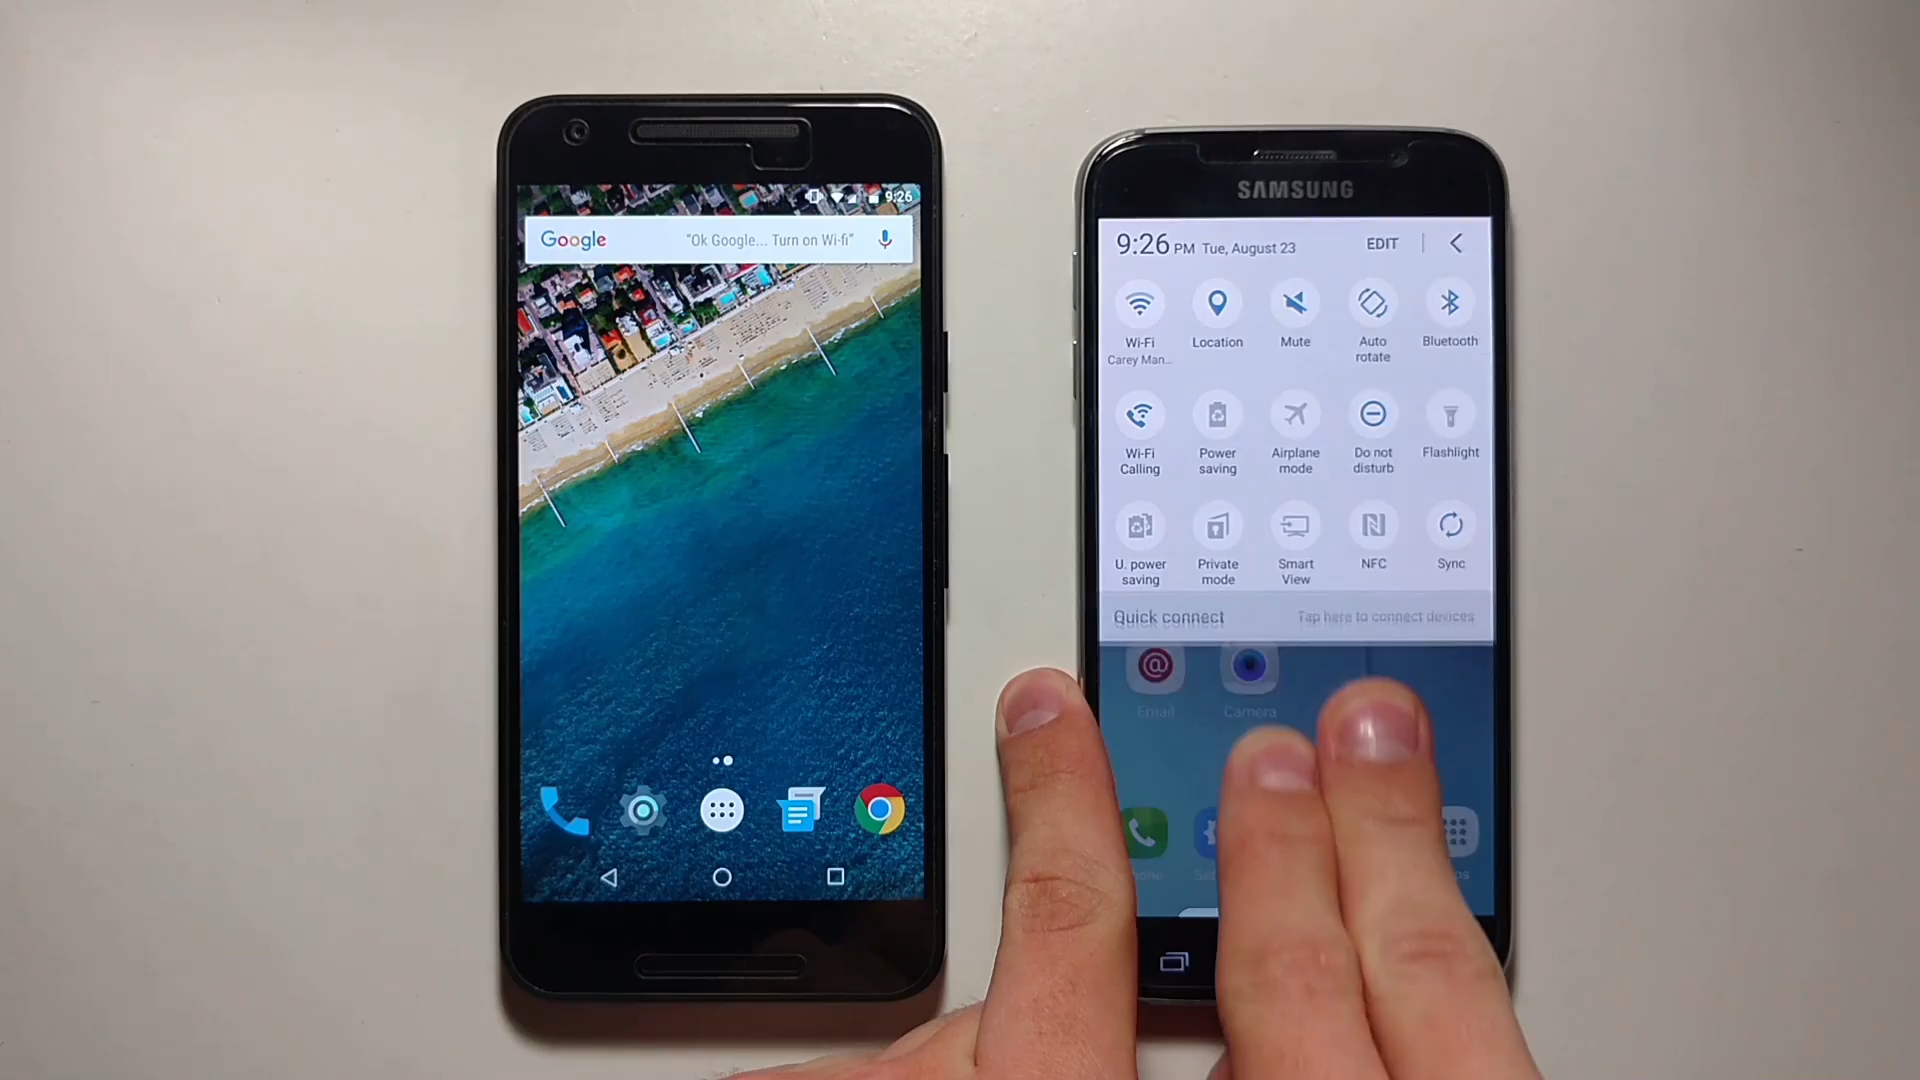 9:26
Google
"Ok Google... Turn on Wi-fi"
SAMSUNG
9:26 PM Tue, August 23 EDIT
Wi-Fi
Carey Man...
Location
Mute
Auto
rotate
Bluetooth
Wi-Fi
Calling
Power
saving
Airplane
mode
Do not
disturb
Flashlight
U. power
saving
Private
mode
Smart
View
NFC
Sync
Quick connect
Tap here to connect devices
Email
Camera